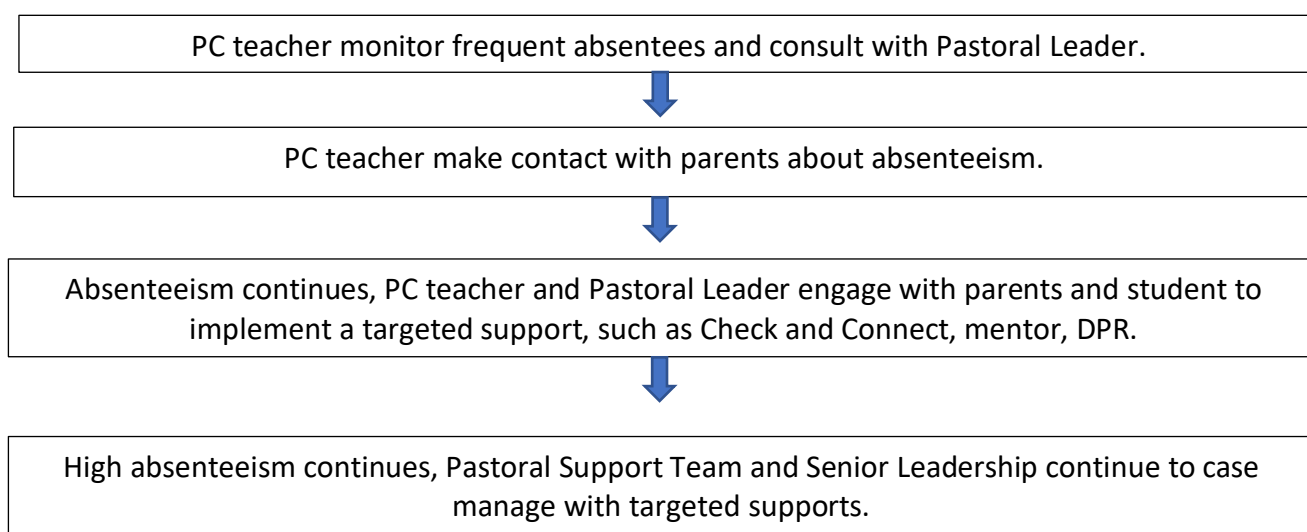 PC teacher monitor frequent absentees and consult with Pastoral Leader.
PC teacher make contact with parents about absenteeism.
Absenteeism continues, PC teacher and Pastoral Leader engage with parents and student to
implement a targeted support, such as Check and Connect, mentor, DPR.
High absenteeism continues, Pastoral Support Team and Senior Leadership continue to case
manage with targeted supports.